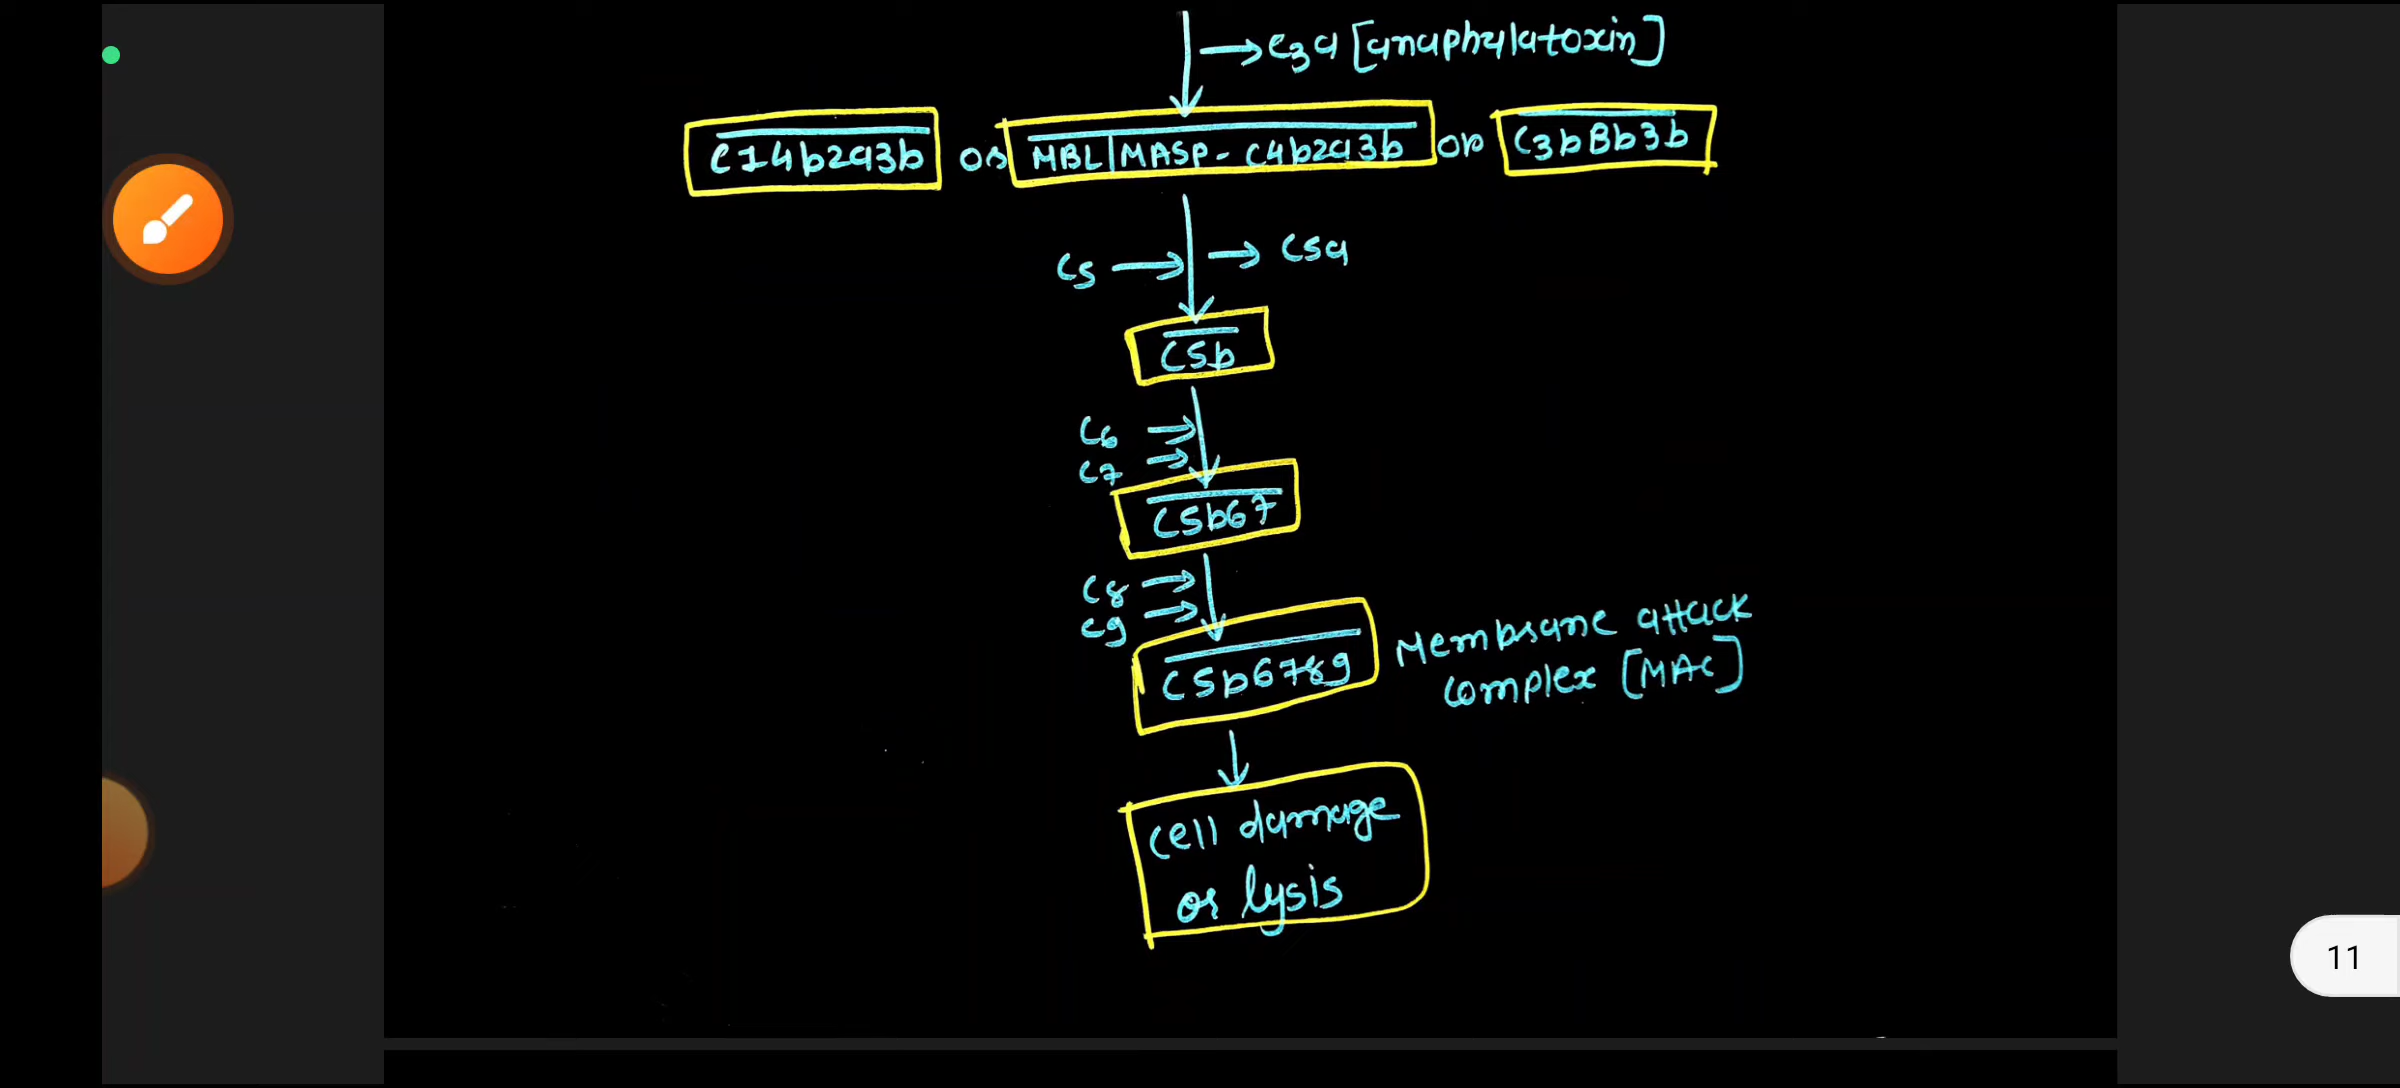 → C3a [anaphylatoxin]
C14b2a3b or MBL|MASP- C4b2a3b or C3bBb3b
C5 → → C5a
C5b
C6 →
C7 →
C5b67
C8 →
C9 →
C5b6789 Membrane attack
complex [MAC]
cell damage
or lysis
11